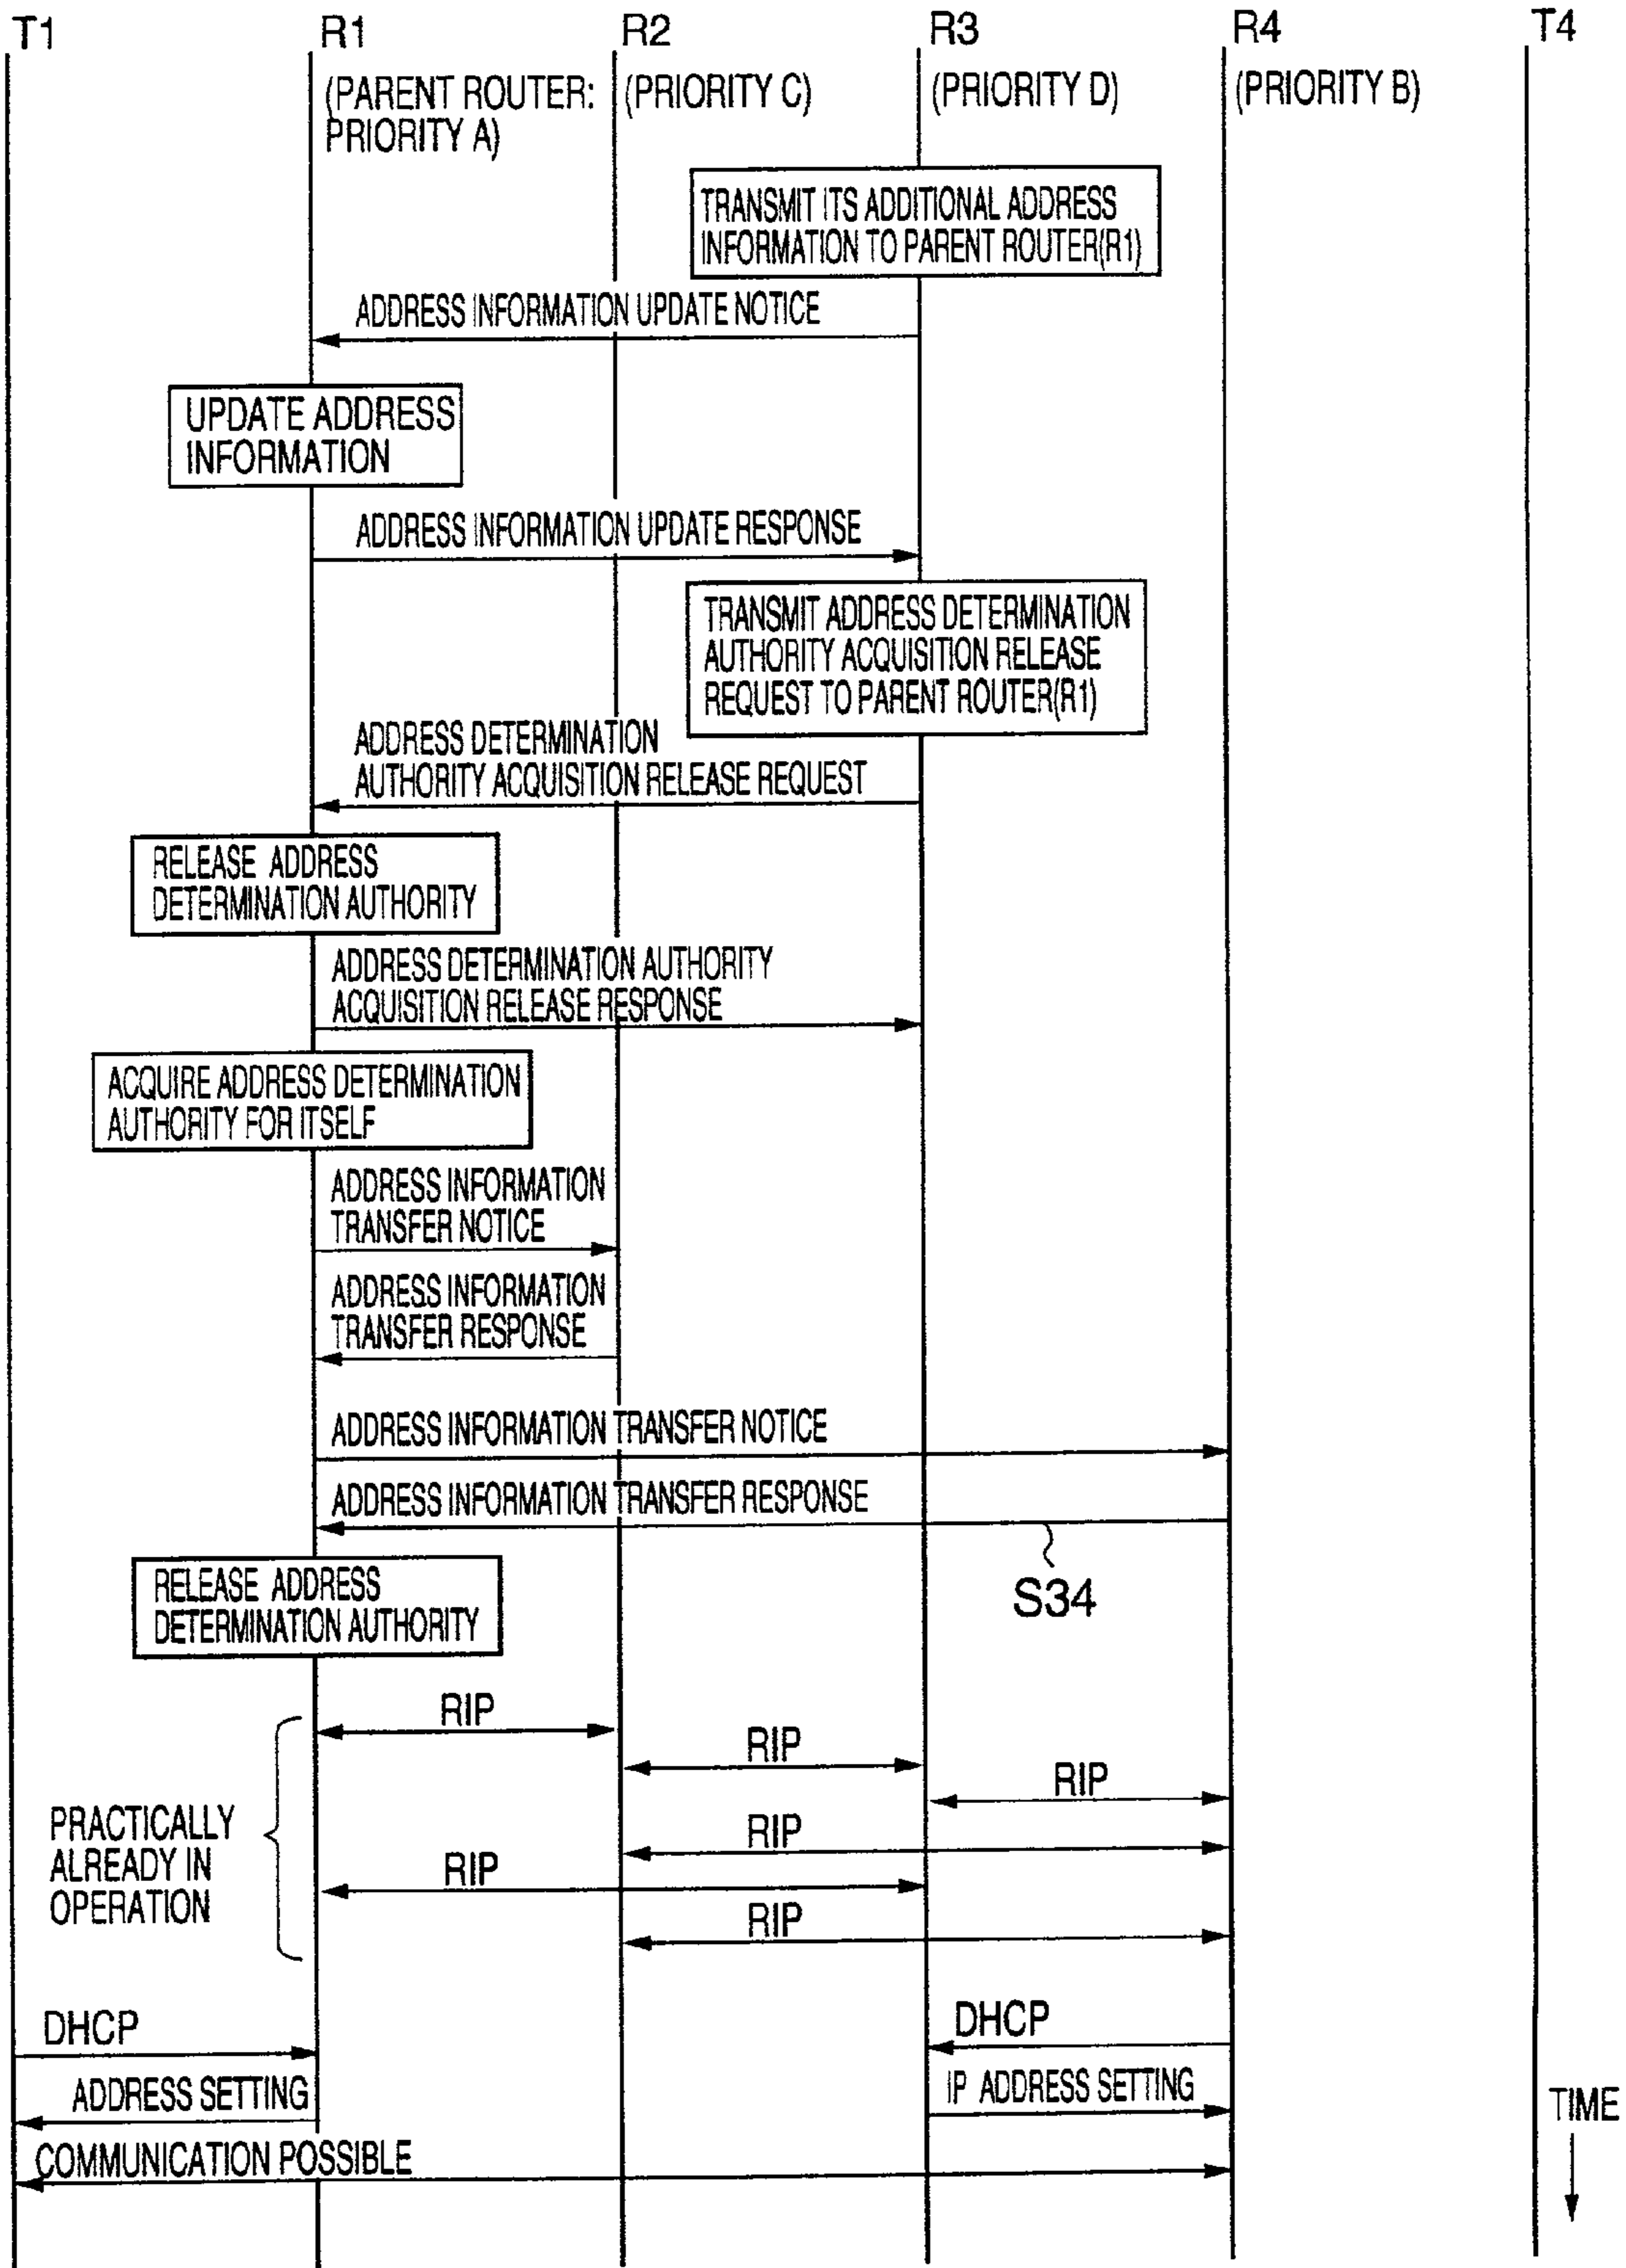 T1
R1
R2
R3
R4
T4
(PARENT ROUTER:
PRIORITY A)
(PRIORITY C)
(PRIORITY D)
(PRIORITY B)
TRANSMIT ITS ADDITIONAL ADDRESS
INFORMATION TO PARENT ROUTER(R1)
ADDRESS INFORMATION UPDATE NOTICE
UPDATE ADDRESS
INFORMATION
ADDRESS INFORMATION UPDATE RESPONSE
TRANSMIT ADDRESS DETERMINATION
AUTHORITY ACQUISITION RELEASE
REQUEST TO PARENT ROUTER(R1)
ADDRESS DETERMINATION
AUTHORITY ACQUISITION RELEASE REQUEST
RELEASE ADDRESS
DETERMINATION AUTHORITY
ADDRESS DETERMINATION AUTHORITY
ACQUISITION RELEASE RESPONSE
ACQUIRE ADDRESS DETERMINATION
AUTHORITY FOR ITSELF
ADDRESS INFORMATION
TRANSFER NOTICE
ADDRESS INFORMATION
TRANSFER RESPONSE
ADDRESS INFORMATION TRANSFER NOTICE
ADDRESS INFORMATION TRANSFER RESPONSE
S34
RELEASE ADDRESS
DETERMINATION AUTHORITY
RIP
RIP
RIP
RIP
RIP
RIP
PRACTICALLY
ALREADY IN
OPERATION
DHCP
DHCP
ADDRESS SETTING
IP ADDRESS SETTING
TIME
COMMUNICATION POSSIBLE